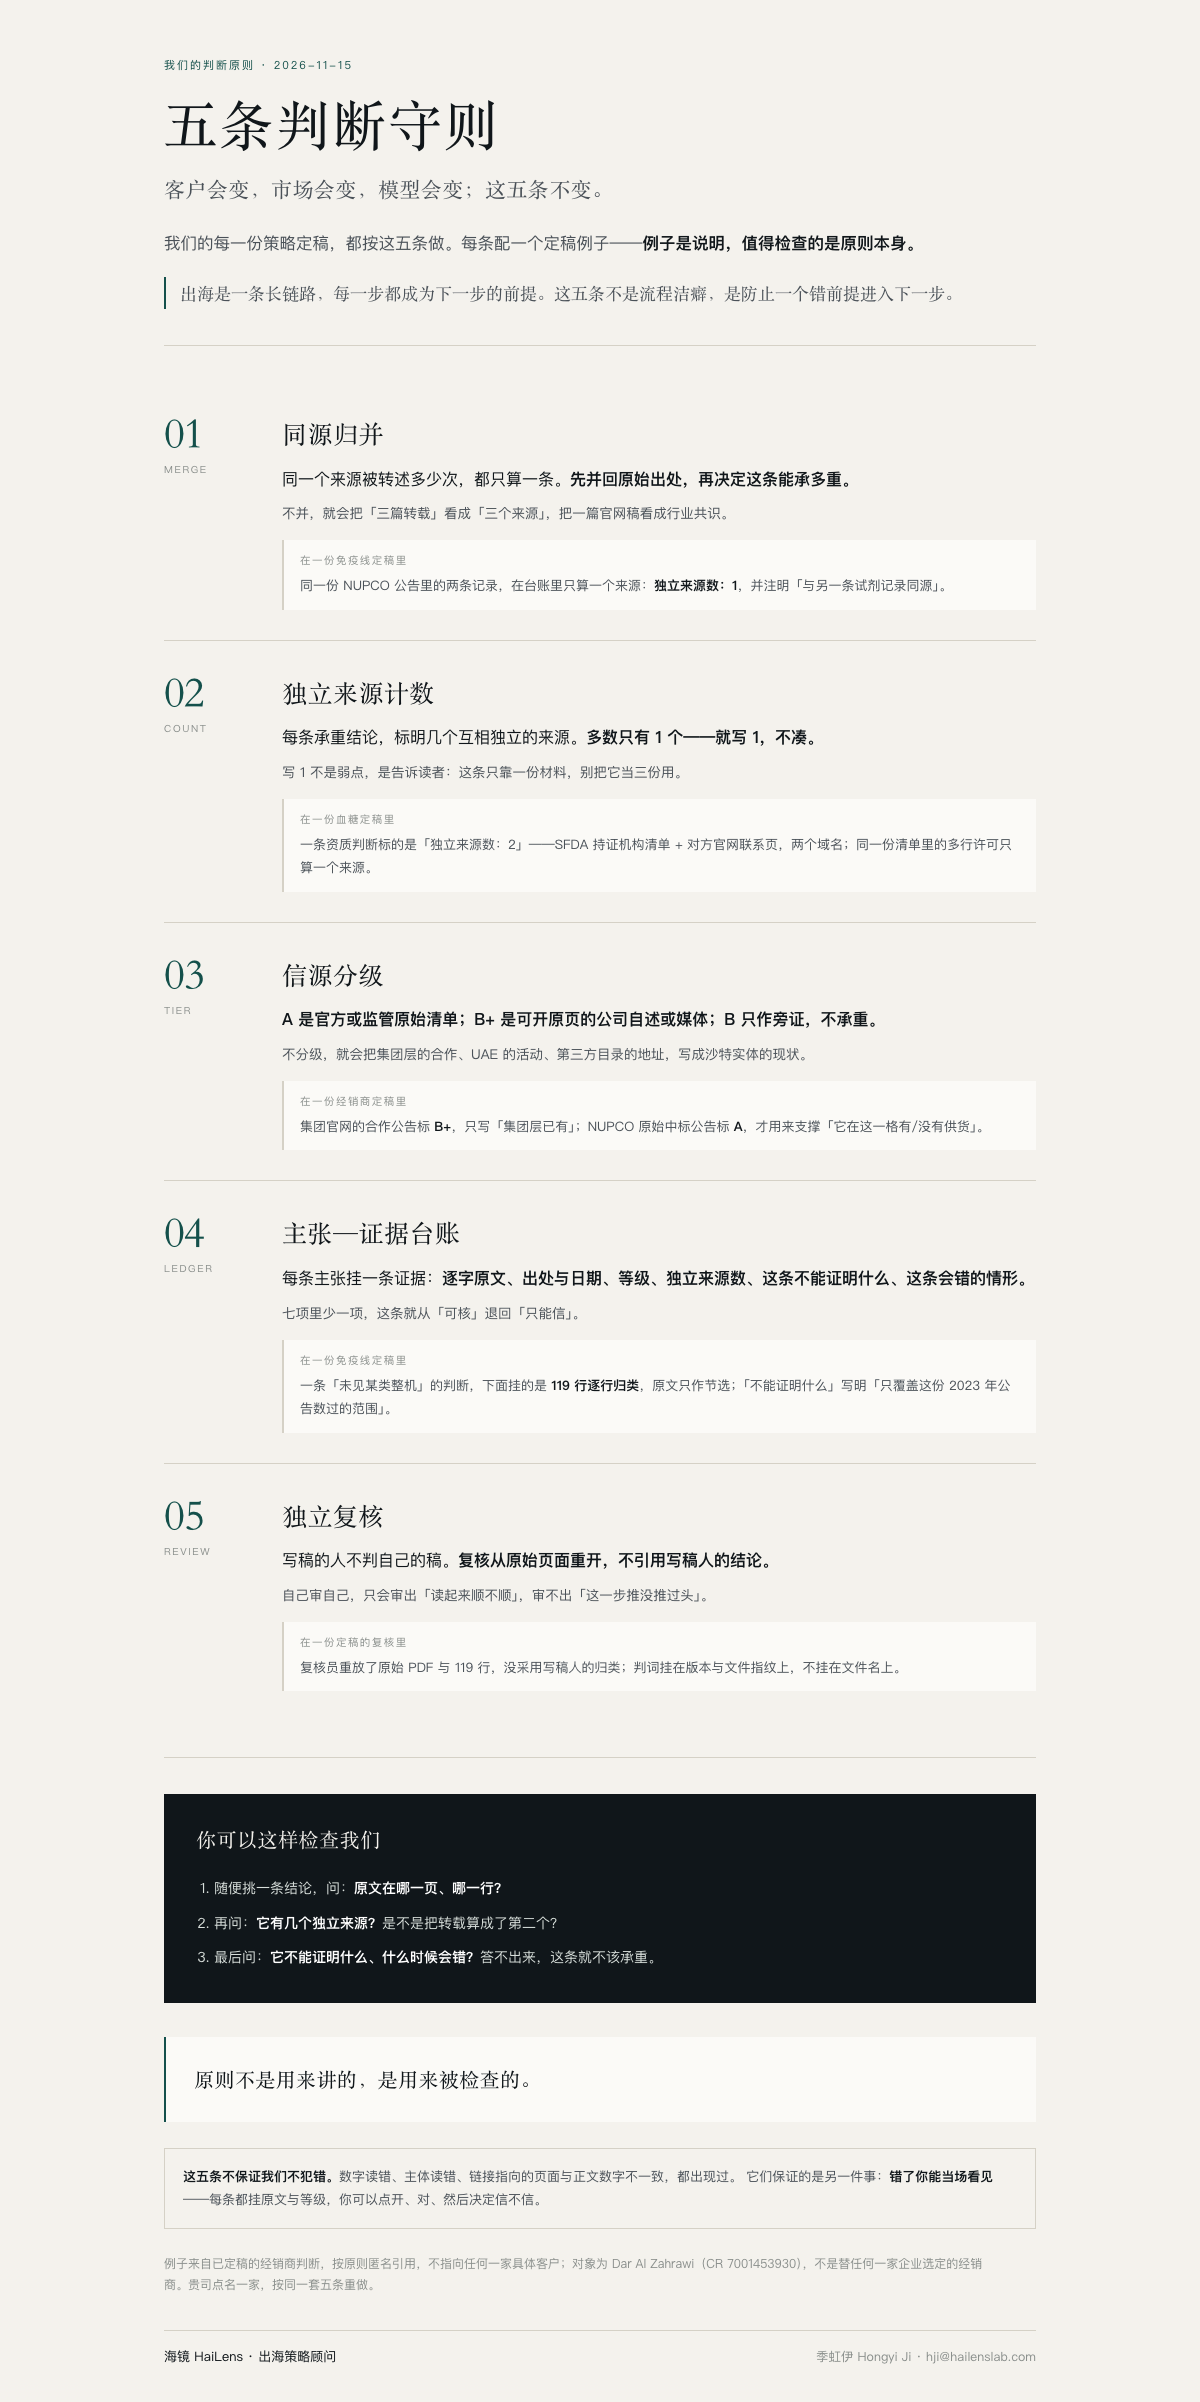 我们的判断原则 · 2026-11-15
五条判断守则
客户会变，市场会变，模型会变；这五条不变。
我们的每一份策略定稿，都按这五条做。每条配一个定稿例子——例子是说明，值得检查的是原则本身。
出海是一条长链路，每一步都成为下一步的前提。这五条不是流程洁癖，是防止一个错前提进入下一步。
01
MERGE
同源归并
同一个来源被转述多少次，都只算一条。先并回原始出处，再决定这条能承多重。
不并，就会把「三篇转载」看成「三个来源」，把一篇官网稿看成行业共识。
在一份免疫线定稿里
同一份 NUPCO 公告里的两条记录，在台账里只算一个来源：独立来源数：1，并注明「与另一条试剂记录同源」。
02
COUNT
独立来源计数
每条承重结论，标明几个互相独立的来源。多数只有 1 个——就写 1，不凑。
写 1 不是弱点，是告诉读者：这条只靠一份材料，别把它当三份用。
在一份血糖定稿里
一条资质判断标的是「独立来源数：2」——SFDA 持证机构清单 + 对方官网联系页，两个域名；同一份清单里的多行许可只
算一个来源。
03
TIER
信源分级
A 是官方或监管原始清单；B+ 是可开原页的公司自述或媒体；B 只作旁证，不承重。
不分级，就会把集团层的合作、UAE 的活动、第三方目录的地址，写成沙特实体的现状。
在一份经销商定稿里
集团官网的合作公告标 B+，只写「集团层已有」；NUPCO 原始中标公告标 A，才用来支撑「它在这一格有/没有供货」。
04
LEDGER
主张—证据台账
每条主张挂一条证据：逐字原文、出处与日期、等级、独立来源数、这条不能证明什么、这条会错的情形。
七项里少一项，这条就从「可核」退回「只能信」。
在一份免疫线定稿里
一条「未见某类整机」的判断，下面挂的是 119 行逐行归类，原文只作节选；「不能证明什么」写明「只覆盖这份 2023 年公
告数过的范围」。
05
REVIEW
独立复核
写稿的人不判自己的稿。复核从原始页面重开，不引用写稿人的结论。
自己审自己，只会审出「读起来顺不顺」，审不出「这一步推没推过头」。
在一份定稿的复核里
复核员重放了原始 PDF 与 119 行，没采用写稿人的归类；判词挂在版本与文件指纹上，不挂在文件名上。
你可以这样检查我们
1. 随便挑一条结论，问：原文在哪一页、哪一行？
2. 再问：它有几个独立来源？是不是把转载算成了第二个？
3. 最后问：它不能证明什么、什么时候会错？答不出来，这条就不该承重。
原则不是用来讲的，是用来被检查的。
这五条不保证我们不犯错。数字读错、主体读错、链接指向的页面与正文数字不一致，都出现过。 它们保证的是另一件事：错了你能当场看见
——每条都挂原文与等级，你可以点开、对、然后决定信不信。
例子来自已定稿的经销商判断，按原则匿名引用，不指向任何一家具体客户；对象为 Dar Al Zahrawi（CR 7001453930），不是替任何一家企业选定的经销
商。贵司点名一家，按同一套五条重做。
海镜 HaiLens · 出海策略顾问
季虹伊 Hongyi Ji · hji@hailenslab.com